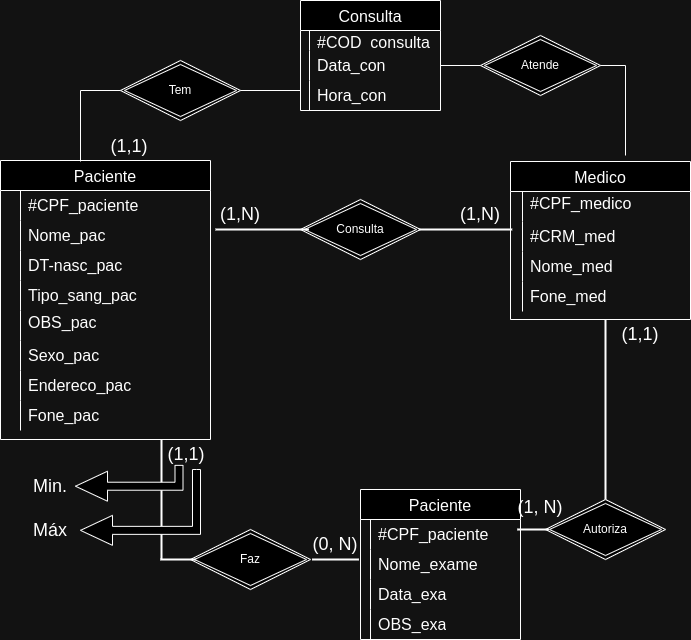 Consulta
#COD consulta
Data_con
Hora_con
Tem
Atende
(1,1)
Paciente
#CPF_paciente
Nome_pac
DT-nasc_pac
Tipo_sang_pac
OBS_pac
Sexo_pac
Endereco_pac
Fone_pac
(1,N)
Consulta
(1,N)
Medico
#CPF_medico
#CRM_med
Nome_med
Fone_med
(1,1)
(1,1)
Min.
Máx
Faz
(0, N)
Paciente
#CPF_paciente
Nome_exame
Data_exa
OBS_exa
(1, N)
Autoriza